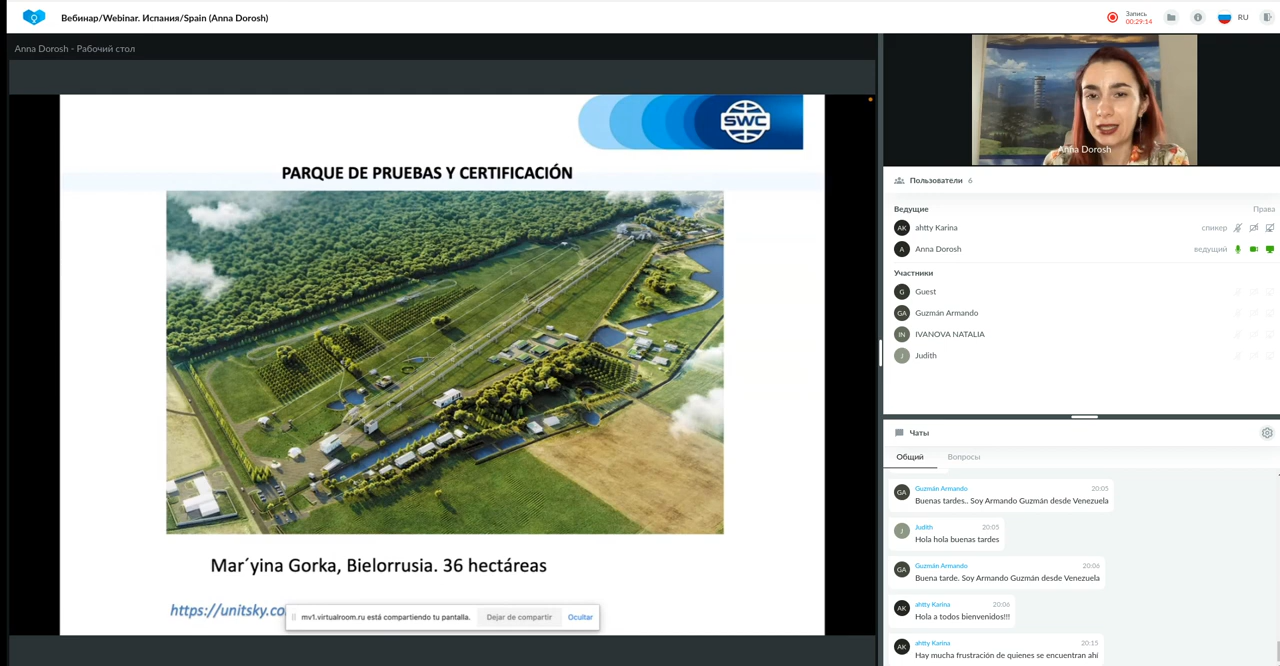 Вебинар/Webinar. Испания/Spain (Anna Dorosh)
Запись
00:29:14
RU
Anna Dorosh - Рабочий стол
SWC
PARQUE DE PRUEBAS Y CERTIFICACIÓN
Mar´yina Gorka, Bielorrusia. 36 hectáreas
https://unitsky.co
mv1.virtualroom.ru está compartiendo tu pantalla.
Dejar de compartir
Ocultar
Anna Dorosh
Пользователи 6
Ведущие
Права
AK ahtty Karina
спикер
A Anna Dorosh
ведущий
Участники
G Guest
GA Guzmán Armando
IN IVANOVA NATALIA
J Judith
Чаты
Общий
Вопросы
GA Guzmán Armando 20:05
Buenas tardes.. Soy Armando Guzmán desde Venezuela
J Judith 20:05
Hola hola buenas tardes
GA Guzmán Armando 20:06
Buena tarde. Soy Armando Guzmán desde Venezuela
AK ahtty Karina 20:06
Hola a todos bienvenidos!!!
AK ahtty Karina 20:15
Hay mucha frustración de quienes se encuentran ahí